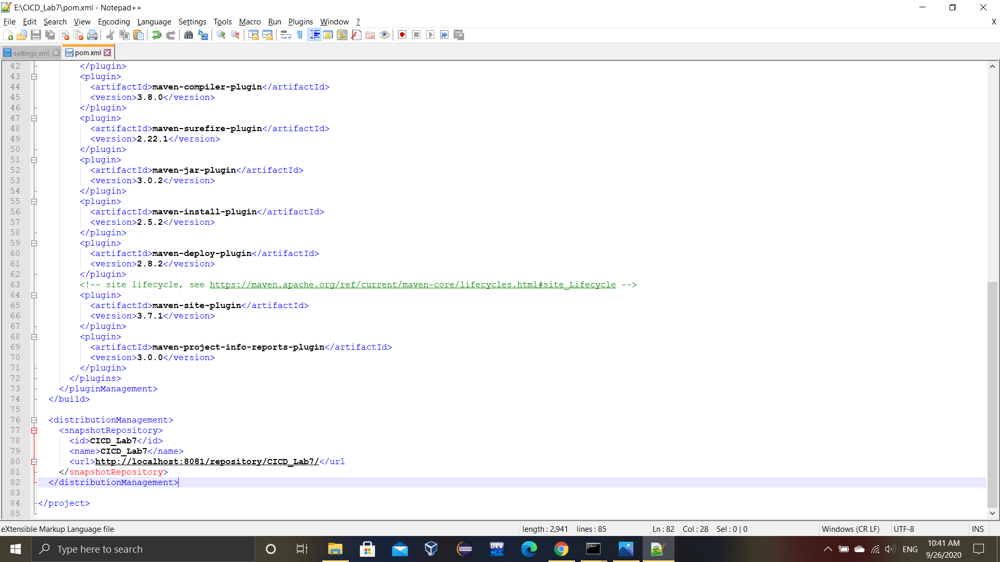 E:\CICD_Lab7\pom.xml - Notepad++
File Edit Search View Encoding Language Settings Tools Macro Run Plugins Window ? X
settings.xml pom.xml
42 </plugin>
43 <plugin>
44 <artifactId>maven-compiler-plugin</artifactId>
45 <version>3.8.0</version>
46 </plugin>
47 <plugin>
48 <artifactId>maven-surefire-plugin</artifactId>
49 <version>2.22.1</version>
50 </plugin>
51 <plugin>
52 <artifactId>maven-jar-plugin</artifactId>
53 <version>3.0.2</version>
54 </plugin>
55 <plugin>
56 <artifactId>maven-install-plugin</artifactId>
57 <version>2.5.2</version>
58 </plugin>
59 <plugin>
60 <artifactId>maven-deploy-plugin</artifactId>
61 <version>2.8.2</version>
62 </plugin>
63 <!-- site lifecycle, see https://maven.apache.org/ref/current/maven-core/lifecycles.html#site_Lifecycle -->
64 <plugin>
65 <artifactId>maven-site-plugin</artifactId>
66 <version>3.7.1</version>
67 </plugin>
68 <plugin>
69 <artifactId>maven-project-info-reports-plugin</artifactId>
70 <version>3.0.0</version>
71 </plugin>
72 </plugins>
73 </pluginManagement>
74 </build>
75
76 <distributionManagement>
77 <snapshotRepository>
78 <id>CICD_Lab7</id>
79 <name>CICD_Lab7</name>
80 <url>http://localhost:8081/repository/CICD_Lab7/</url
81 </snapshotRepository>
82 </distributionManagement>
83
84 </project>
85
eXtensible Markup Language file length : 2,941 lines : 85 Ln : 82 Col : 28 Sel : 0 | 0 Windows (CR LF) UTF-8 INS
Type here to search DEV C++ ENG 10:41 AM
9/26/2020